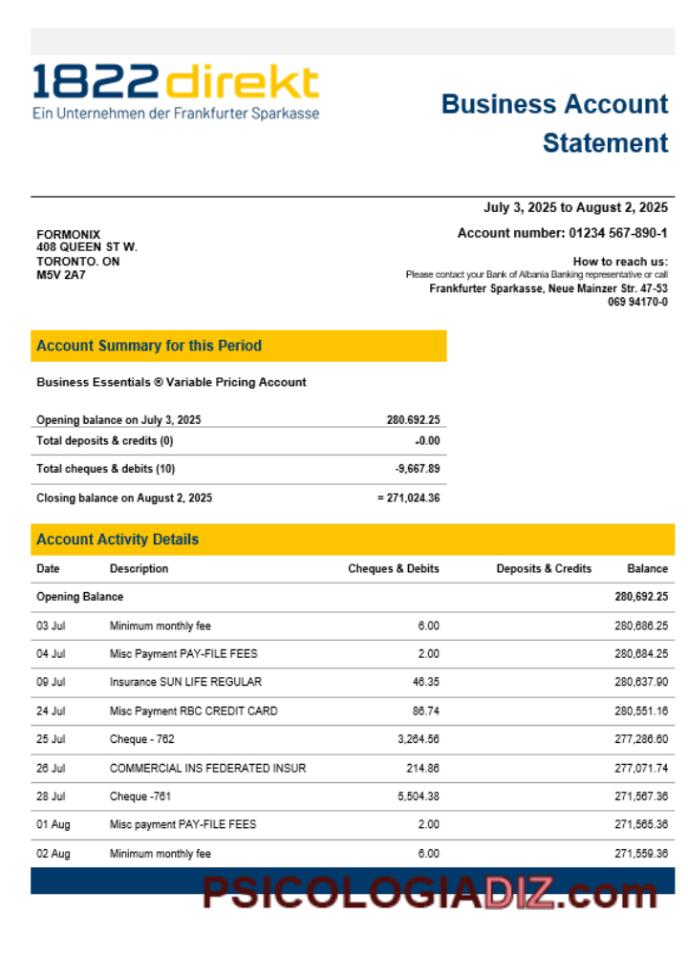 1822direkt
Ein Unternehmen der Frankfurter Sparkasse
Business Account
Statement
July 3, 2025 to August 2, 2025
FORMONIX
408 QUEEN ST W.
TORONTO. ON
M5V 2A7
Account number: 01234 567-890-1
How to reach us:
Please contact your Bank of Albania Banking representative or call
Frankfurter Sparkasse, Neue Mainzer Str. 47-53
069 94170-0
Account Summary for this Period
Business Essentials ® Variable Pricing Account
Opening balance on July 3, 2025 280.692.25
Total deposits & credits (0) -0.00
Total cheques & debits (10) -9,667.89
Closing balance on August 2, 2025 = 271,024.36
Account Activity Details
Date Description Cheques & Debits Deposits & Credits Balance
Opening Balance 280,692.25
03 Jul Minimum monthly fee 6.00 280,686.25
04 Jul Misc Payment PAY-FILE FEES 2.00 280,684.25
09 Jul Insurance SUN LIFE REGULAR 46.35 280,637.90
24 Jul Misc Payment RBC CREDIT CARD 86.74 280,551.16
25 Jul Cheque - 762 3,264.56 277,286.60
26 Jul COMMERCIAL INS FEDERATED INSUR 214.86 277,071.74
28 Jul Cheque -761 5,504.38 271,567.36
01 Aug Misc payment PAY-FILE FEES 2.00 271,565.36
02 Aug Minimum monthly fee 6.00 271,559.36
PSICOLOGIADIZ.com